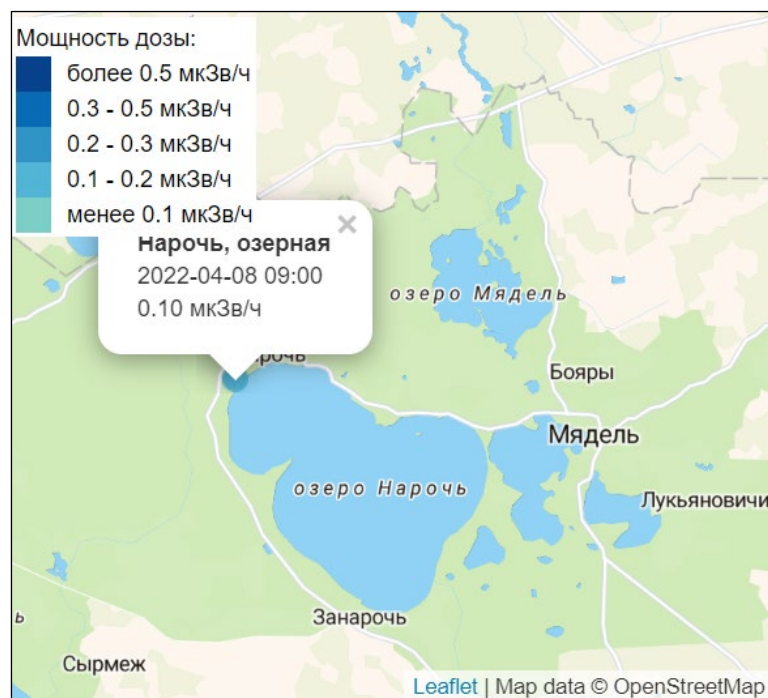 Мощность дозы:
более 0.5 мкЗв/ч
0.3 - 0.5 мкЗв/ч
0.2 - 0.3 мкЗв/ч
0.1 - 0.2 мкЗв/ч
менее 0.1 мкЗв/ч
×
Нарочь, озерная
2022-04-08 09:00
0.10 мкЗв/ч
озеро Мядель
Бояры
Мядель
озеро Нарочь
Лукьяновичи
Занарочь
Сырмеж
Leaflet | Map data © OpenStreetMap